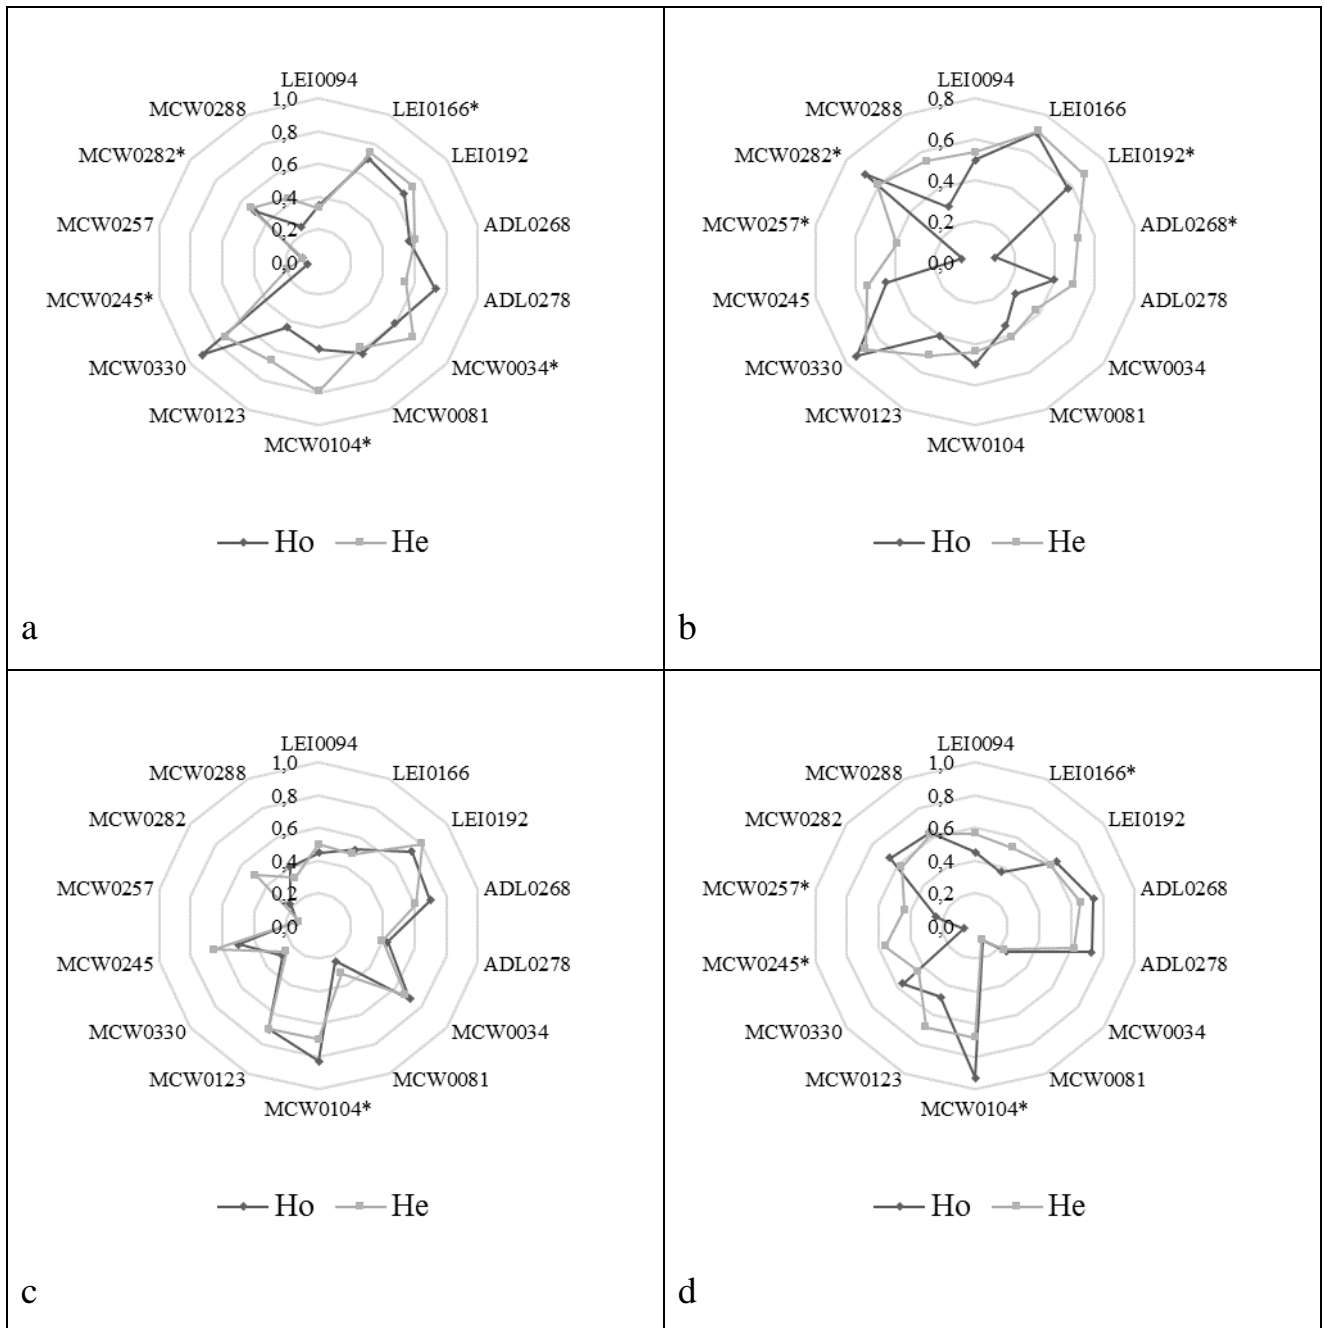 LEI0094
1,0
MCW0288
LEI0166*
0,8
MCW0282*
LEI0192
0,6
0,4
MCW0257
ADL0268
0,2
0,0
MCW0245*
ADL0278
MCW0330
MCW0034*
MCW0123
MCW0081
MCW0104*
Ho
He
a
LEI0094
0,8
MCW0288
LEI0166
0,6
MCW0282*
LEI0192*
0,4
MCW0257*
ADL0268*
0,2
0,0
MCW0245
ADL0278
MCW0330
MCW0034
MCW0123
MCW0081
MCW0104
Ho
He
b
LEI0094
1,0
MCW0288
LEI0166
0,8
MCW0282
LEI0192
0,6
0,4
MCW0257
ADL0268
0,2
0,0
MCW0245
ADL0278
MCW0330
MCW0034
MCW0123
MCW0081
MCW0104*
Ho
He
c
LEI0094
1,0
MCW0288
LEI0166*
0,8
MCW0282
LEI0192
0,6
0,4
MCW0257*
ADL0268
0,2
0,0
MCW0245*
ADL0278
MCW0330
MCW0034
MCW0123
MCW0081
MCW0104*
Ho
He
d